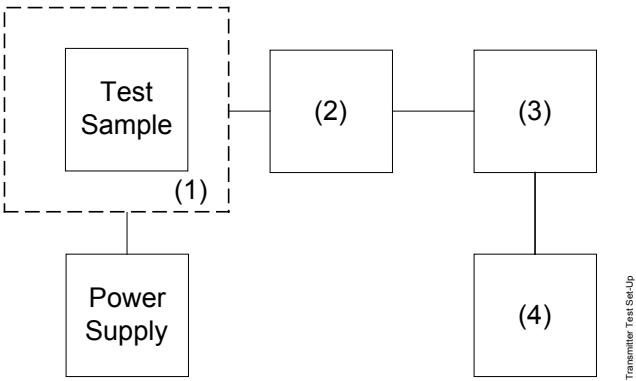 Test
Sample
(1)
(2)
(3)
Power
Supply
(4)
Transmitter Test Set-Up